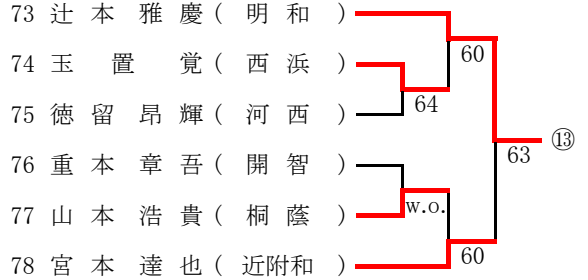 73 辻本 雅慶(明和)
60
74 玉置 覚(西浜)
64
75 徳留昂輝(河西)
63 ⑬
76 重本章吾(開智)
w.o.
77 山本浩貴(桐蔭)
60
78 宮本達也(近附和)